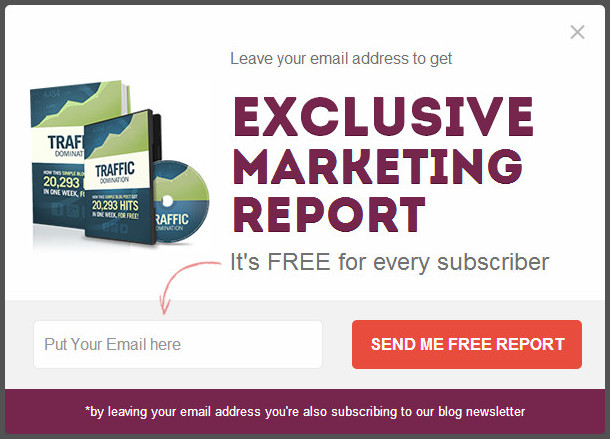 Leave your email address to get
EXCLUSIVE
MARKETING
REPORT
It's FREE for every subscriber
TRAFFIC
DOMINATION
HOW THIS SIMPLE BLOG POST GOT
20,293 HITS
IN ONE WEEK, FOR FREE!
TRAFFIC
DOMINATION
HOW THIS SIMPLE BLOG POST GOT
20,293 HITS
IN ONE WEEK, FOR FREE!
TRAFFIC
DOMINATION
Put Your Email here
SEND ME FREE REPORT
*by leaving your email address you're also subscribing to our blog newsletter